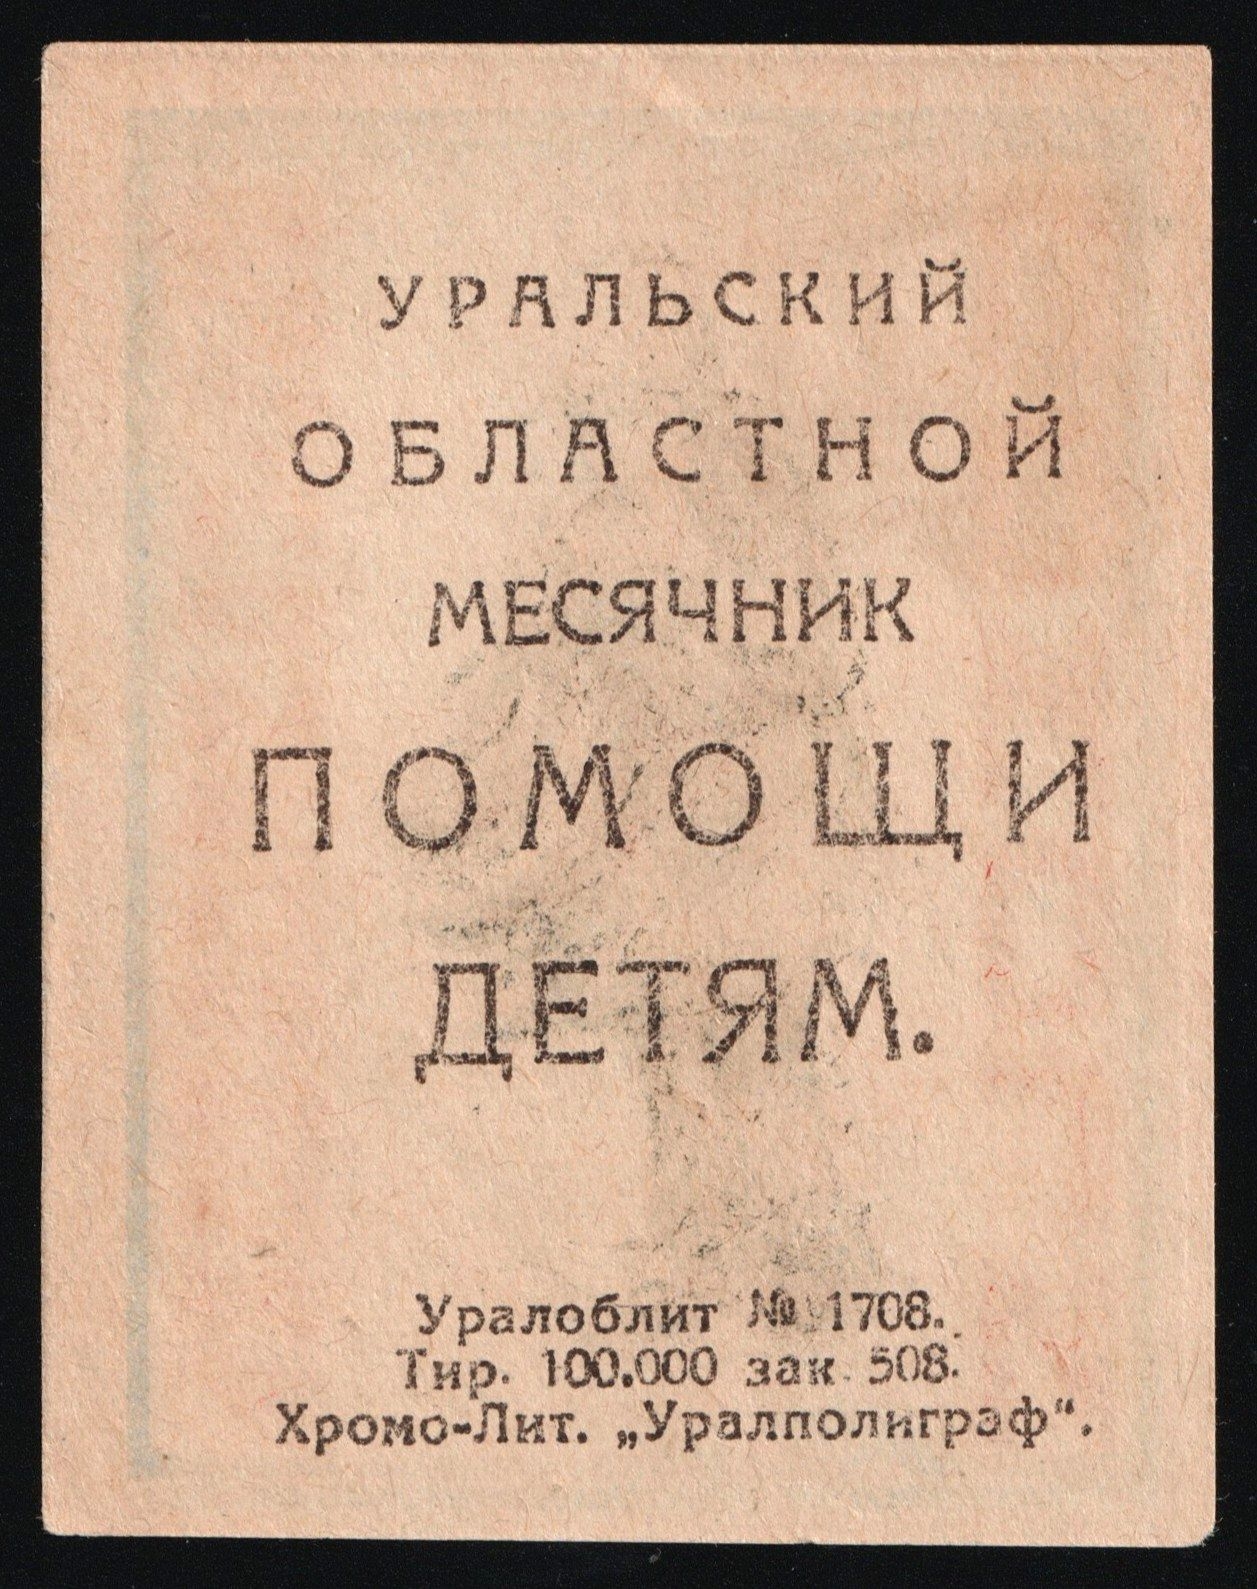 УРАЛЬСКИЙ
ОБЛАСТНОЙ
МЕСЯЧНИК
ПОМОЩИ
ДЕТЯМ.
Уралоблит № 1708.
Тир. 100.000 зак. 508.
Хромо-Лит. „Уралполиграф“.